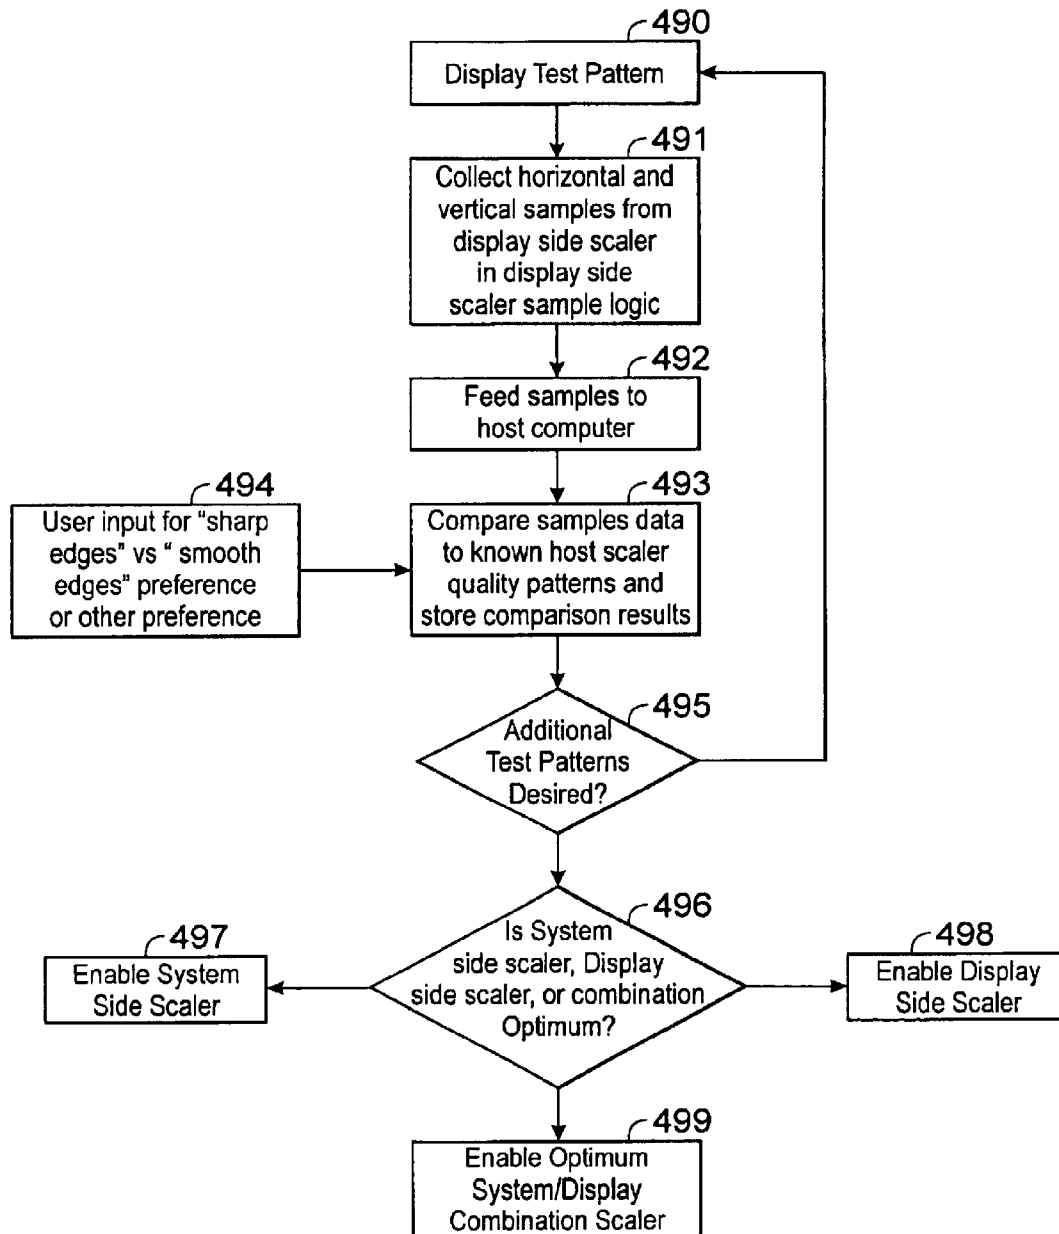 490
Display Test Pattern
491
Collect horizontal and
vertical samples from
display side scaler
in display side
scaler sample logic
492
Feed samples to
host computer
494
User input for "sharp
edges" vs " smooth
edges" preference
or other preference
493
Compare samples data
to known host scaler
quality patterns and
store comparison results
495
Additional
Test Patterns
Desired?
496
Is System
side scaler, Display
side scaler, or combination
Optimum?
497
Enable System
Side Scaler
498
Enable Display
Side Scaler
499
Enable Optimum
System/Display
Combination Scaler